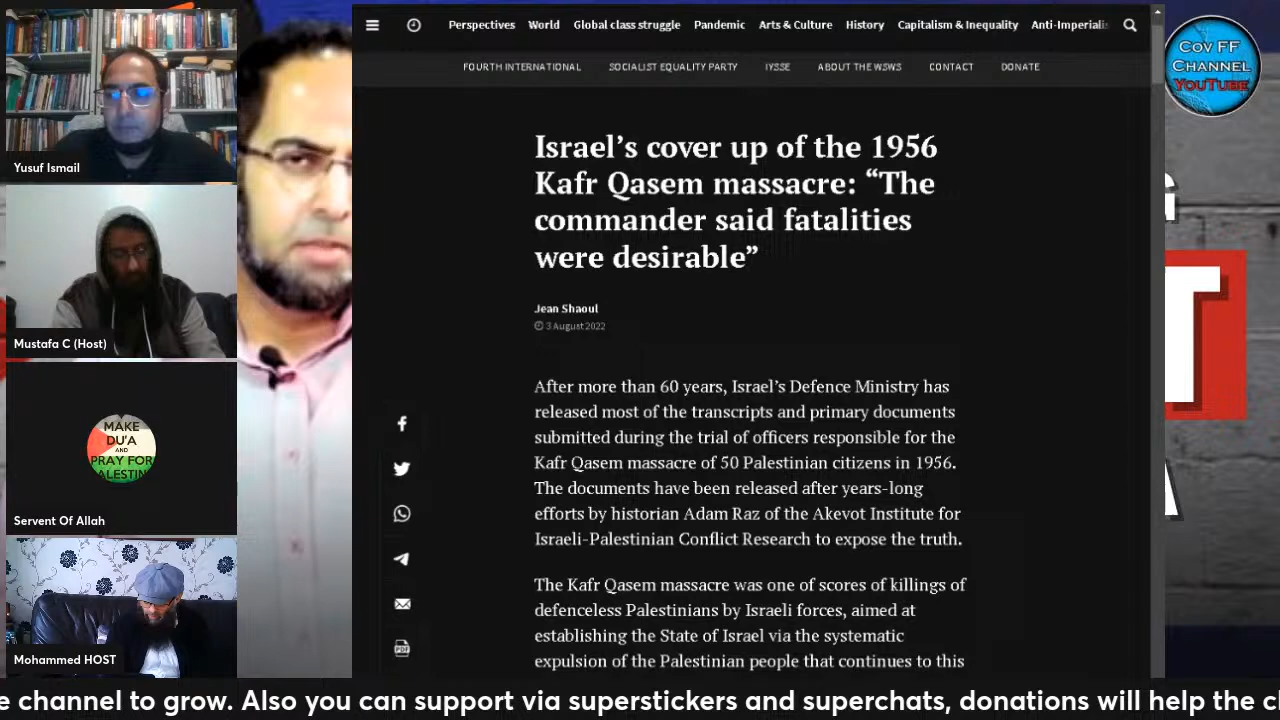 Perspectives World Global class struggle Pandemic Arts & Culture History Capitalism & Inequality Anti-Imperialis
FOURTH INTERNATIONAL SOCIALIST EQUALITY PARTY IYSSE ABOUT THE WSWS CONTACT DONATE
COV FF
CHANNEL
YOUTUBE
Israel’s cover up of the 1956
Kafr Qasem massacre: “The
commander said fatalities
were desirable”
Jean Shaoul
3 August 2022
After more than 60 years, Israel’s Defence Ministry has
released most of the transcripts and primary documents
submitted during the trial of officers responsible for the
Kafr Qasem massacre of 50 Palestinian citizens in 1956.
The documents have been released after years-long
efforts by historian Adam Raz of the Akevot Institute for
Israeli-Palestinian Conflict Research to expose the truth.
The Kafr Qasem massacre was one of scores of killings of
defenceless Palestinians by Israeli forces, aimed at
establishing the State of Israel via the systematic
expulsion of the Palestinian people that continues to this
PDF
Yusuf Ismail
Mustafa C (Host)
MAKE
DU'A
AND
PRAY FOR
ALESTIN
Servent Of Allah
Mohammed HOST
e channel to grow. Also you can support via superstickers and superchats, donations will help the c